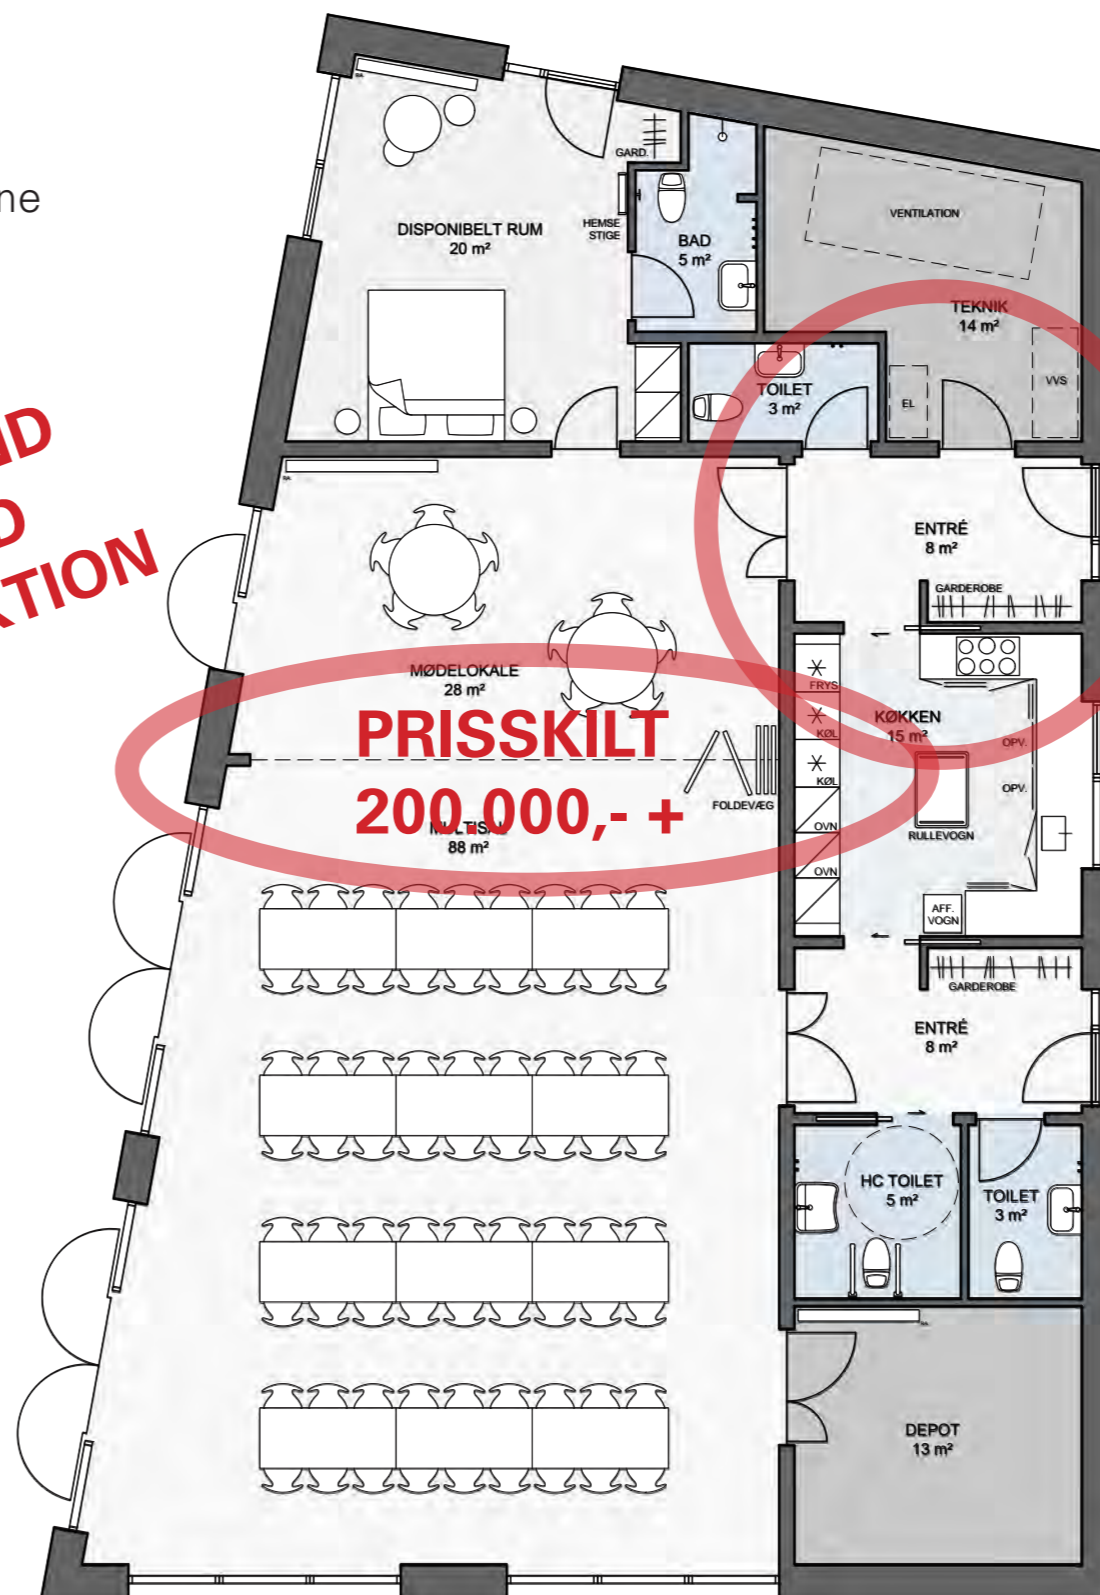 ne
ND
D
KTION
GARD.
DISPONIBELT RUM
20 m²
HEMSE
STIGE
BAD
5 m²
VENTILATION
TEKNIK
14 m²
VVS
EL
TOILET
3 m²
ENTRÉ
8 m²
GARDEROBE
MØDELOKALE
28 m²
FRYS
KØL
KØL
OVN
OVN
KØKKEN
15 m²
OPV.
OPV.
RULLEVOGN
AFF.
VOGN
PRISSKILT
200.000,- +
FOLDEVÆG
MULTISAL
88 m²
GARDEROBE
ENTRÉ
8 m²
HC TOILET
5 m²
TOILET
3 m²
DEPOT
13 m²